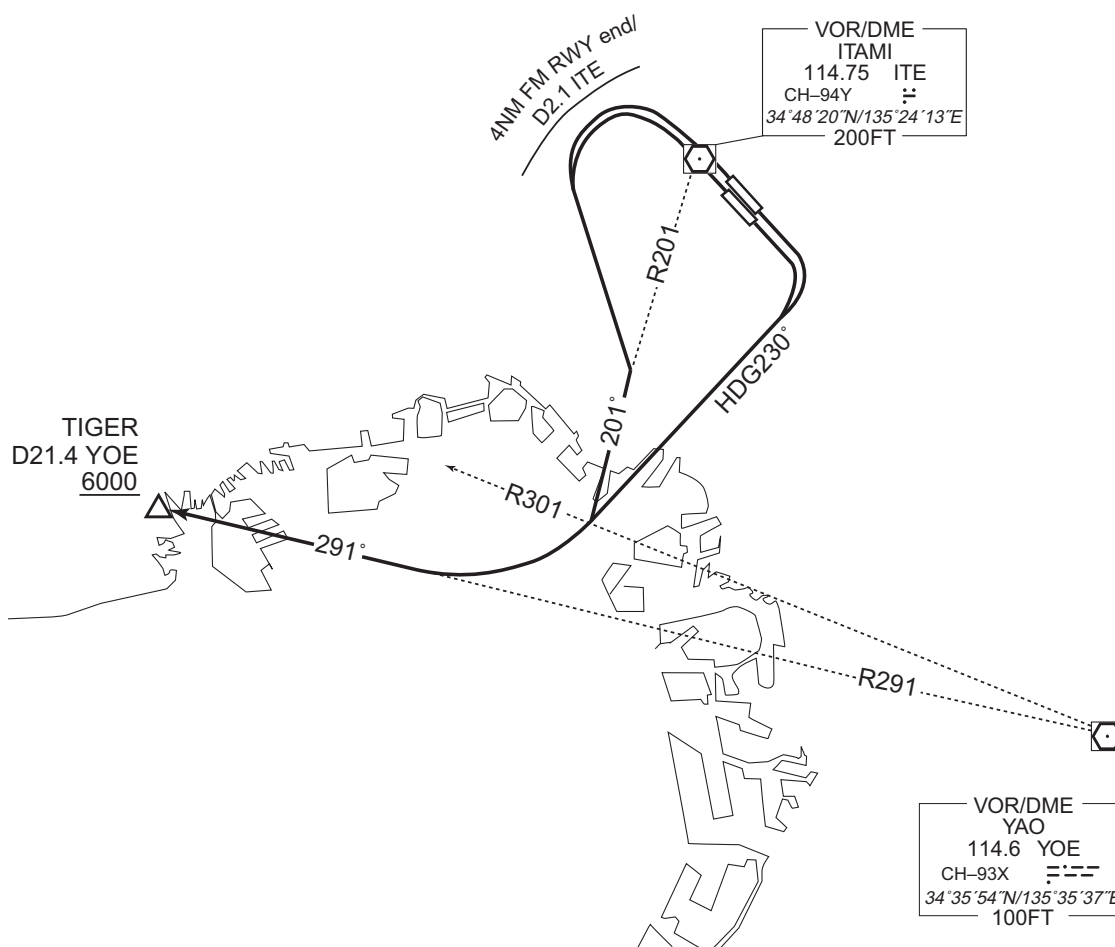 4NM FM RWY end/
D2.1 ITE
VOR/DME
ITAMI
114.75 ITE
CH–94Y
34°48´20˝N/135°24´13˝E
200FT
R201
HDG230°
201°
TIGER
D21.4 YOE
6000
R301
291°
R291
VOR/DME
YAO
114.6 YOE
CH–93X
34°35´54˝N/135°35´37˝E
100FT